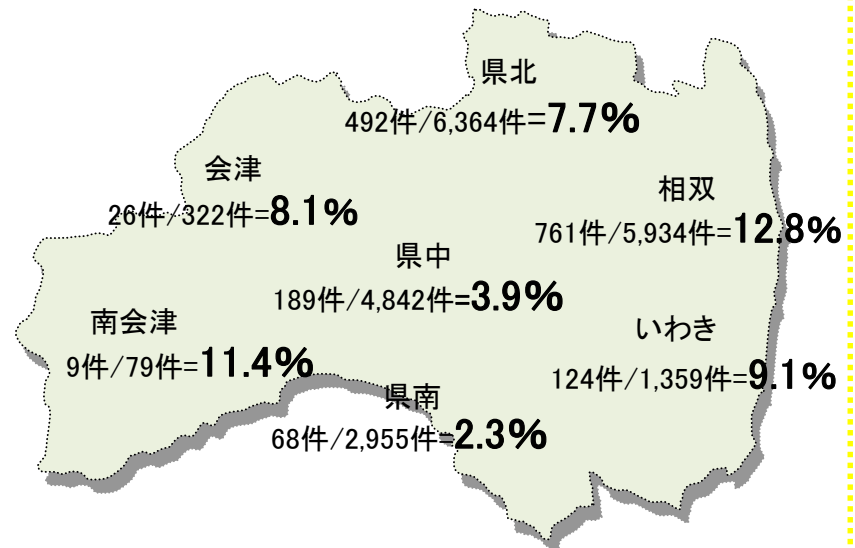 県北
492件/6,364件=7.7%
会津
26件/322件=8.1%
相双
761件/5,934件=12.8%
県中
189件/4,842件=3.9%
南会津
9件/79件=11.4%
いわき
124件/1,359件=9.1%
県南
68件/2,955件=2.3%